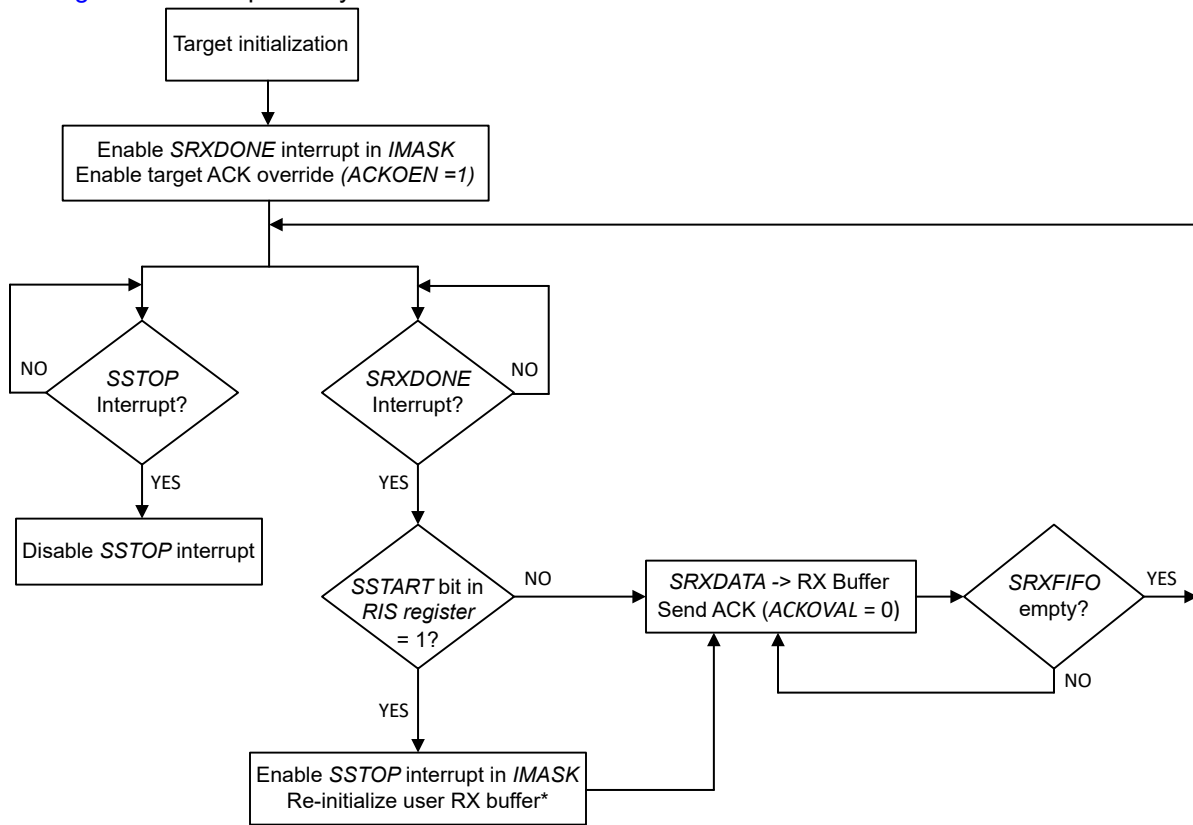 Target initialization
Enable SRXDONE interrupt in IMASK
Enable target ACK override (ACKOEN =1)
NO
SSTOP
Interrupt?
YES
Disable SSTOP interrupt
SRXDONE
Interrupt?
NO
YES
SSTART bit in
RIS register
= 1?
NO
YES
Enable SSTOP interrupt in IMASK
Re-initialize user RX buffer*
SRXDATA -> RX Buffer
Send ACK (ACKOVAL = 0)
SRXFIFO
empty?
YES
NO